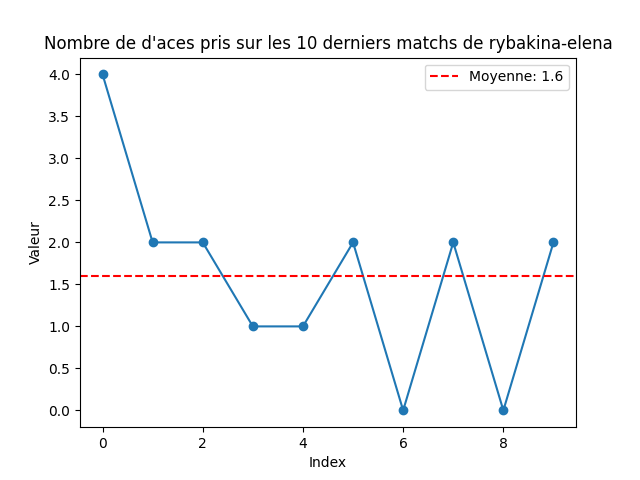 Nombre de d'aces pris sur les 10 derniers matchs de rybakina-elena
Moyenne: 1.6
Valeur
4.0
3.5
3.0
2.5
2.0
1.5
1.0
0.5
0.0
0 2 4 6 8
Index